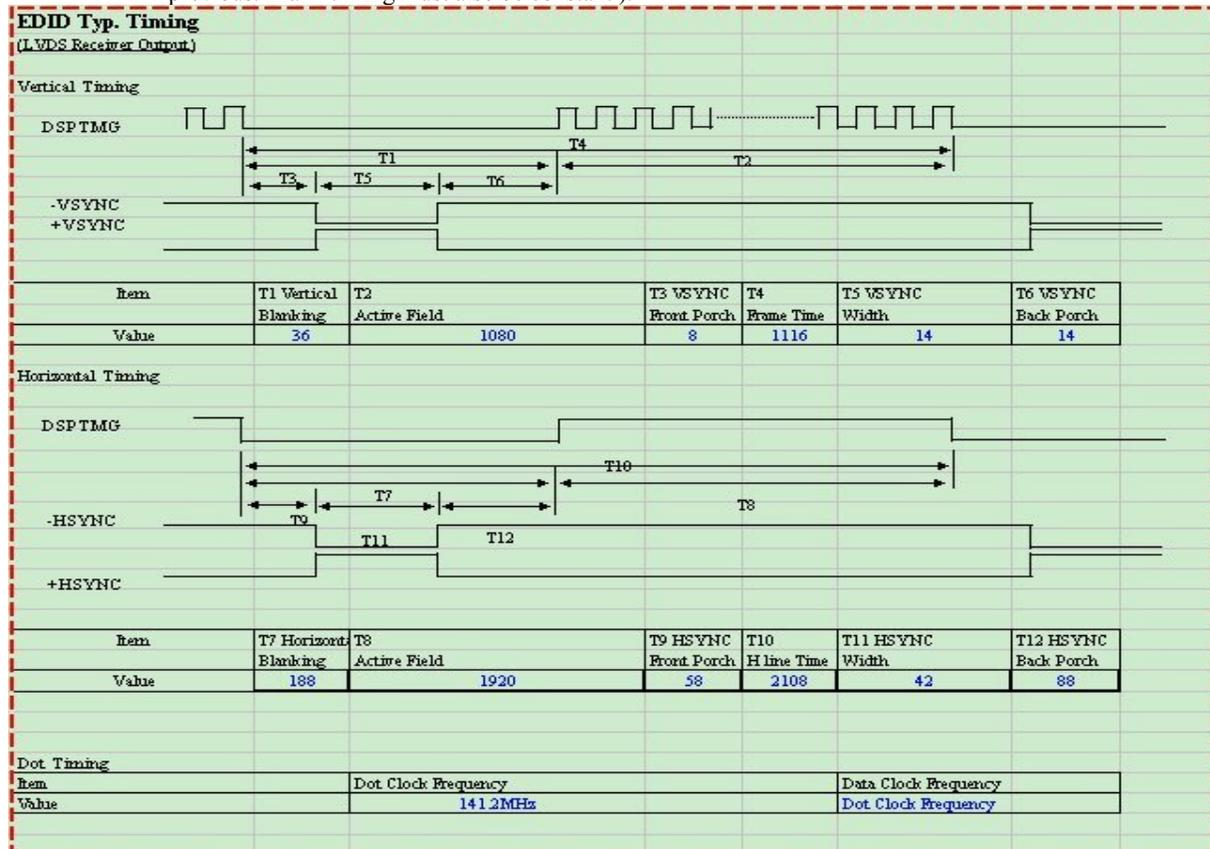 EDID Typ. Timing
(LVDS Receiver Output)
Vertical Timing
DSPTMG
T4
T1 T2
T3 T5 T6
-VSYNC
+VSYNC
Item T1 Vertical Blanking T2 Active Field T3 VSYNC Front Porch T4 Frame Time T5 VSYNC Width T6 VSYNC Back Porch
Value 36 1080 8 1116 14 14
Horizontal Timing
DSPTMG
T10
T7 T8
-HSYNC T9
T11 T12
+HSYNC
Item T7 Horizonta T8 T9 HSYNC T10 T11 HSYNC T12 HSYNC
Blanking Active Field Front Porch H line Time Width Back Porch
Value 188 1920 58 2108 42 88
Dot Timing
Item Dot Clock Frequency Data Clock Frequency
Value 141.2MHz Dot Clock Frequency